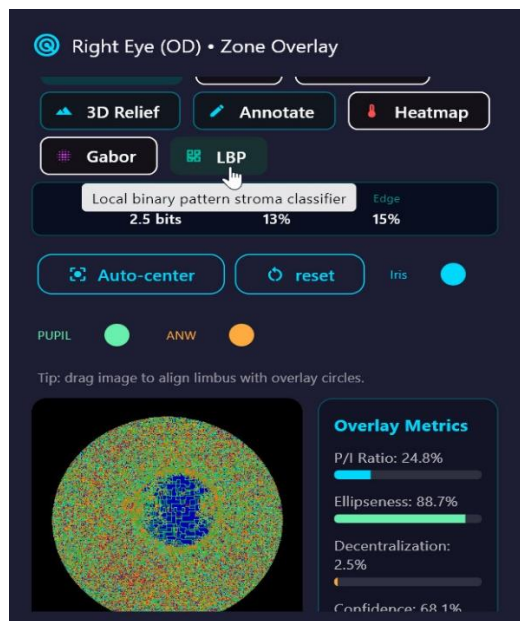 Right Eye (OD) • Zone Overlay
3D Relief
Annotate
Heatmap
Gabor
LBP
Local binary pattern stroma classifier
Edge
2.5 bits
13%
15%
Auto-center
reset
Iris
PUPIL
ANW
Tip: drag image to align limbus with overlay circles.
Overlay Metrics
P/I Ratio: 24.8%
Ellipseness: 88.7%
Decentralization:
2.5%
Confidence: 68.1%